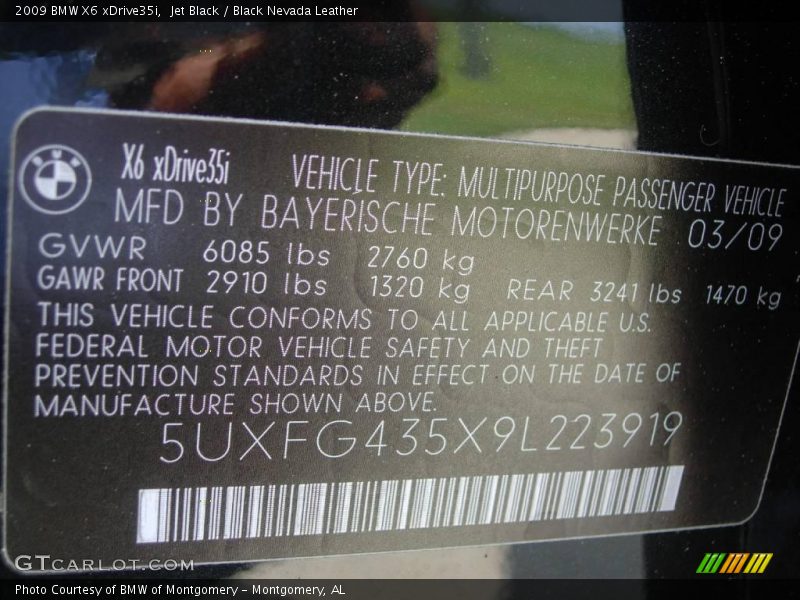 2009 BMW X6 xDrive35i,  Jet Black / Black Nevada Leather
X6 xDrive35i VEHICLE TYPE: MULTIPURPOSE PASSENGER VEHICLE
MFD BY BAYERISCHE MOTORENWERKE 03/09
GVWR 6085 lbs 2760 kg
GAWR FRONT 2910 lbs 1320 kg REAR 3241 lbs 1470 kg
THIS VEHICLE CONFORMS TO ALL APPLICABLE U.S.
FEDERAL MOTOR VEHICLE SAFETY AND THEFT
PREVENTION STANDARDS IN EFFECT ON THE DATE OF
MANUFACTURE SHOWN ABOVE.
5UXFG435X9L223919
GTCARLOT.COM
Photo Courtesy of BMW of Montgomery - Montgomery, AL